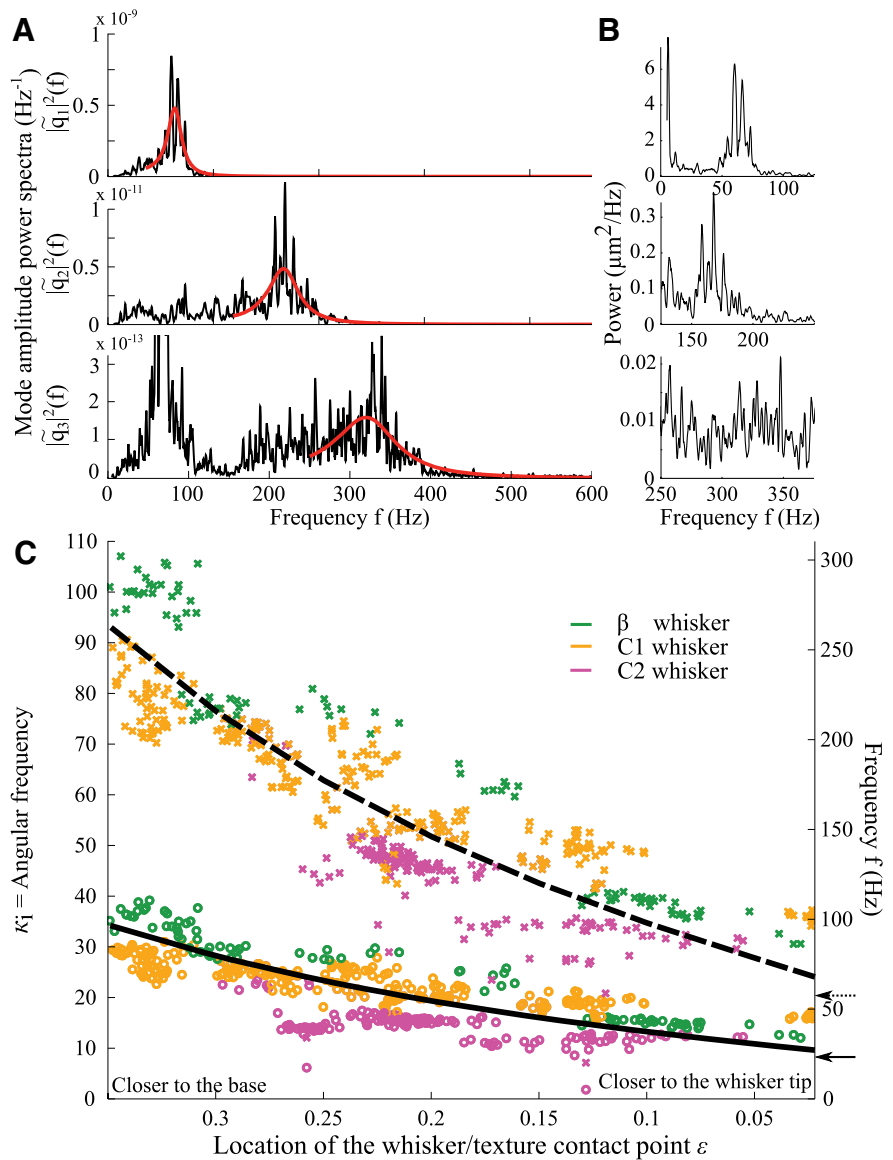 A
x 10⁻⁹
1
0.5
0
Mode amplitude power spectra (Hz⁻¹)
|q̃₁|²(f)
x 10⁻¹¹
1
0.5
0
|q̃₂|²(f)
x 10⁻¹³
3
2
1
0
|q̃₃|²(f)
0 100 200 300 400 500 600
Frequency f (Hz)
B
6
4
2
0
0 50 100
Power (μm²/Hz)
0.3
0.2
0.1
0
150 200
0.02
0.01
0
250 300 350
Frequency f (Hz)
C
110
100
90
80
70
60
50
40
30
20
10
0
κᵢ = Angular frequency
β whisker
C1 whisker
C2 whisker
300
250
200
150
100
50
0
Frequency f (Hz)
Closer to the base
Closer to the whisker tip
0.3 0.25 0.2 0.15 0.1 0.05
Location of the whisker/texture contact point ε